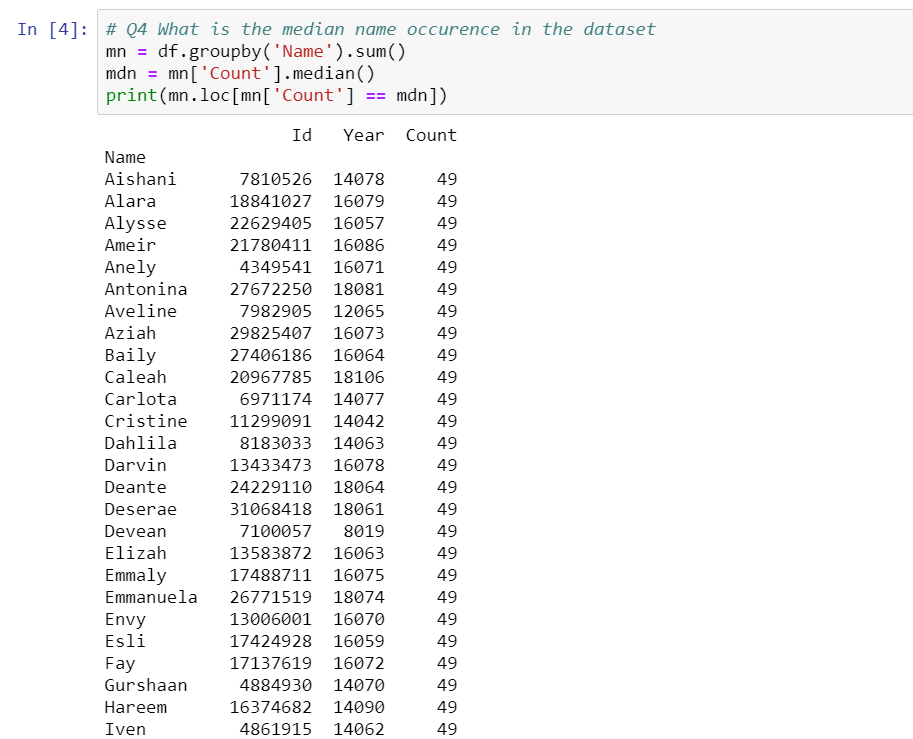 In [4]: # Q4 What is the median name occurence in the dataset
mn = df.groupby('Name').sum()
mdn = mn['Count'].median()
print(mn.loc[mn['Count'] == mdn])
Id Year Count
Name
Aishani 7810526 14078 49
Alara 18841027 16079 49
Alysse 22629405 16057 49
Ameir 21780411 16086 49
Anely 4349541 16071 49
Antonina 27672250 18081 49
Aveline 7982905 12065 49
Aziah 29825407 16073 49
Baily 27406186 16064 49
Caleah 20967785 18106 49
Carlota 6971174 14077 49
Cristine 11299091 14042 49
Dahlila 8183033 14063 49
Darvin 13433473 16078 49
Deante 24229110 18064 49
Deserae 31068418 18061 49
Devean 7100057 8019 49
Elizah 13583872 16063 49
Emmaly 17488711 16075 49
Emmanuela 26771519 18074 49
Envy 13006001 16070 49
Esli 17424928 16059 49
Fay 17137619 16072 49
Gurshaan 4884930 14070 49
Hareem 16374682 14090 49
Iven 4861915 14062 49